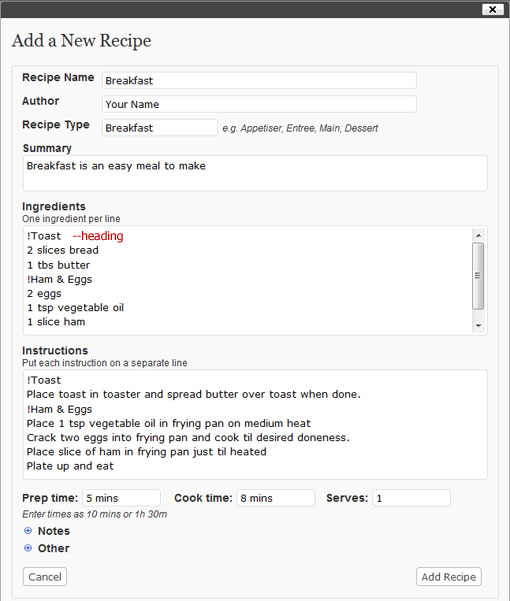 Add a New Recipe
Recipe Name Breakfast
Author Your Name
Recipe Type Breakfast e.g. Appetiser, Entree, Main, Dessert
Summary
Breakfast is an easy meal to make
Ingredients
One ingredient per line
!Toast --heading
2 slices bread
1 tbs butter
!Ham & Eggs
2 eggs
1 tsp vegetable oil
1 slice ham
Instructions
Put each instruction on a separate line
!Toast
Place toast in toaster and spread butter over toast when done.
!Ham & Eggs
Place 1 tsp vegetable oil in frying pan on medium heat
Crack two eggs into frying pan and cook til desired doneness.
Place slice of ham in frying pan just til heated
Plate up and eat
Prep time: 5 mins Cook time: 8 mins Serves: 1
Enter times as 10 mins or 1h 30m
Notes
Other
Cancel Add Recipe